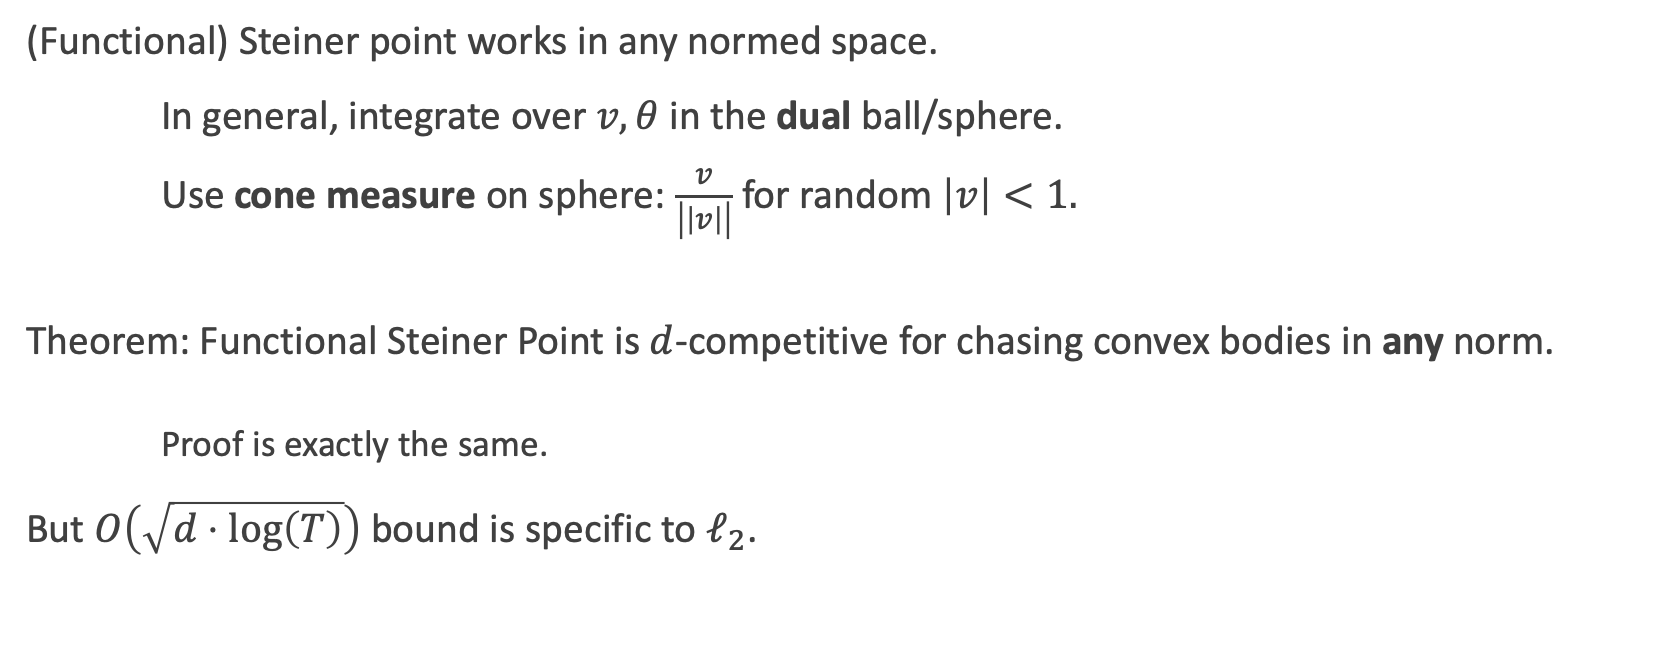 (Functional) Steiner point works in any normed space.
In general, integrate over 𝑣, 𝜃 in the dual ball/sphere.
Use cone measure on sphere: 𝑣/||𝑣|| for random |𝑣| < 1.
Theorem: Functional Steiner Point is 𝑑-competitive for chasing convex bodies in any norm.
Proof is exactly the same.
But 𝑂(√(𝑑 · log(𝑇))) bound is specific to ℓ₂.